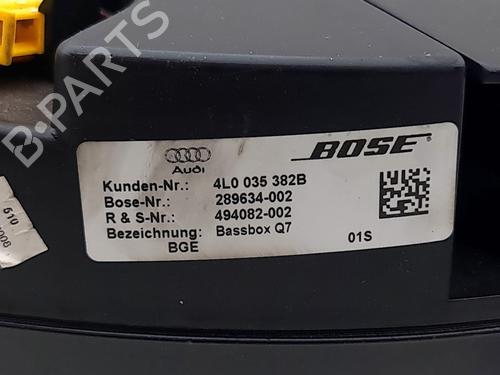 B-PARTS
Audi
BOSE
Kunden-Nr.: 4L0 035 382B
Bose-Nr.: 289634-002
R & S-Nr.: 494082-002
Bezeichnung: Bassbox Q7
BGE 01S
510